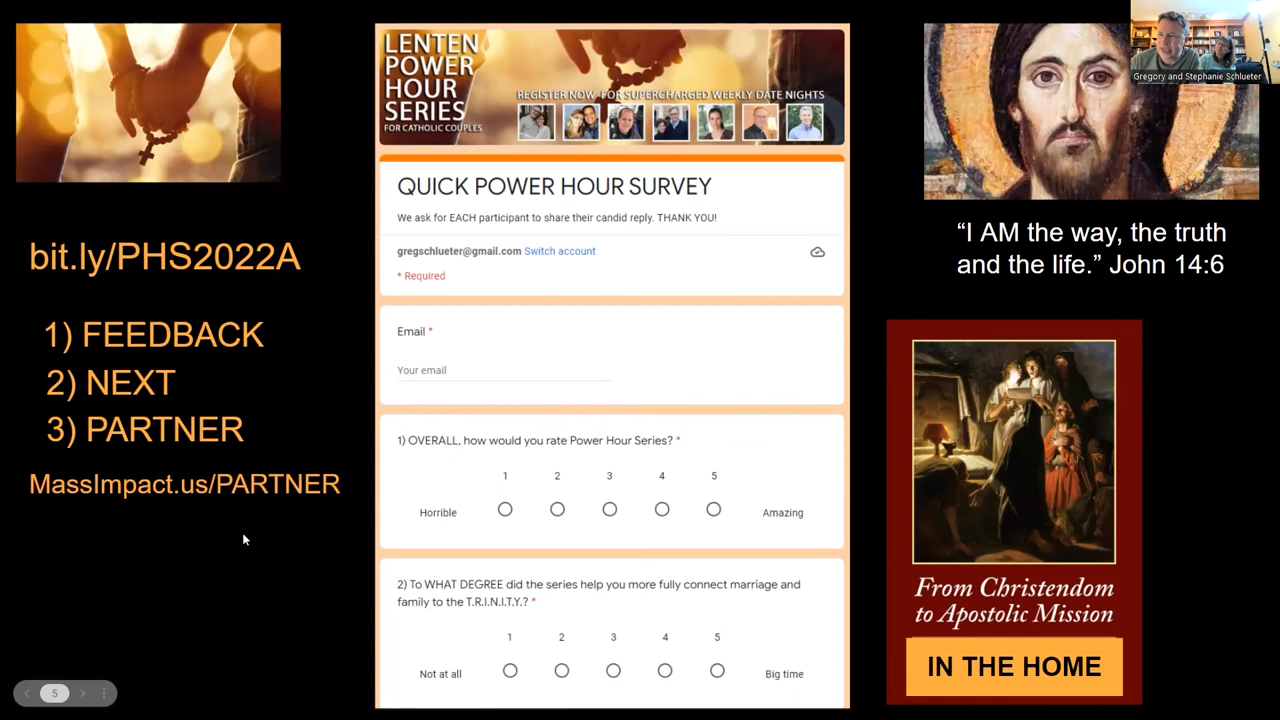 bit.ly/PHS2022A
1) FEEDBACK
2) NEXT
3) PARTNER
MassImpact.us/PARTNER
5
LENTEN
POWER
HOUR
SERIES
FOR CATHOLIC COUPLES
REGISTER NOW FOR SUPERCHARGED WEEKLY DATE NIGHTS
QUICK POWER HOUR SURVEY
We ask for EACH participant to share their candid reply. THANK YOU!
gregschlueter@gmail.com Switch account
* Required
Email *
Your email
1) OVERALL, how would you rate Power Hour Series? *
1 2 3 4 5
Horrible Amazing
2) To WHAT DEGREE did the series help you more fully connect marriage and
family to the T.R.I.N.I.T.Y.? *
1 2 3 4 5
Not at all Big time
Gregory and Stephanie Schlueter
“I AM the way, the truth
and the life.” John 14:6
From Christendom
to Apostolic Mission
IN THE HOME